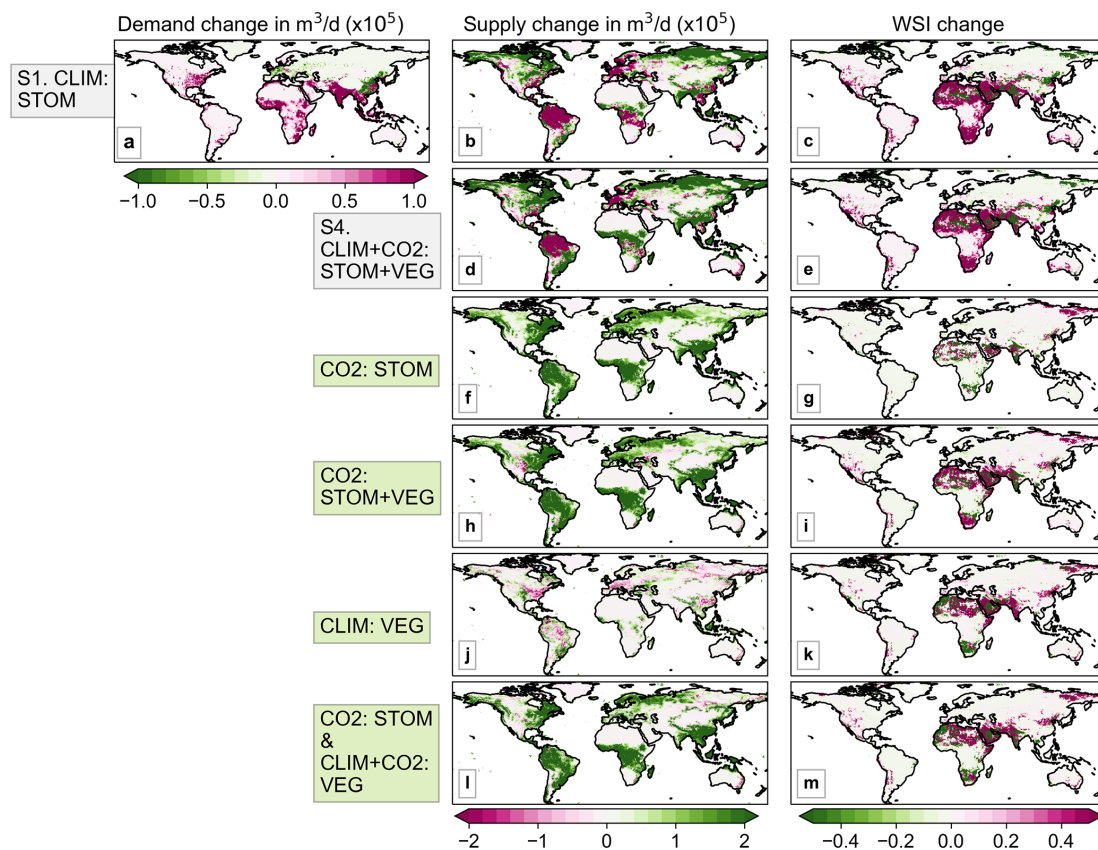 Demand change in m³/d (x10⁵)
Supply change in m³/d (x10⁵)
WSI change
S1. CLIM:
STOM
a
b
c
−1.0 −0.5 0.0 0.5 1.0
S4.
CLIM+CO2:
STOM+VEG
d
e
CO2: STOM
f
g
CO2:
STOM+VEG
h
i
CLIM: VEG
j
k
CO2: STOM
&
CLIM+CO2:
VEG
l
m
−2 −1 0 1 2
−0.4 −0.2 0.0 0.2 0.4